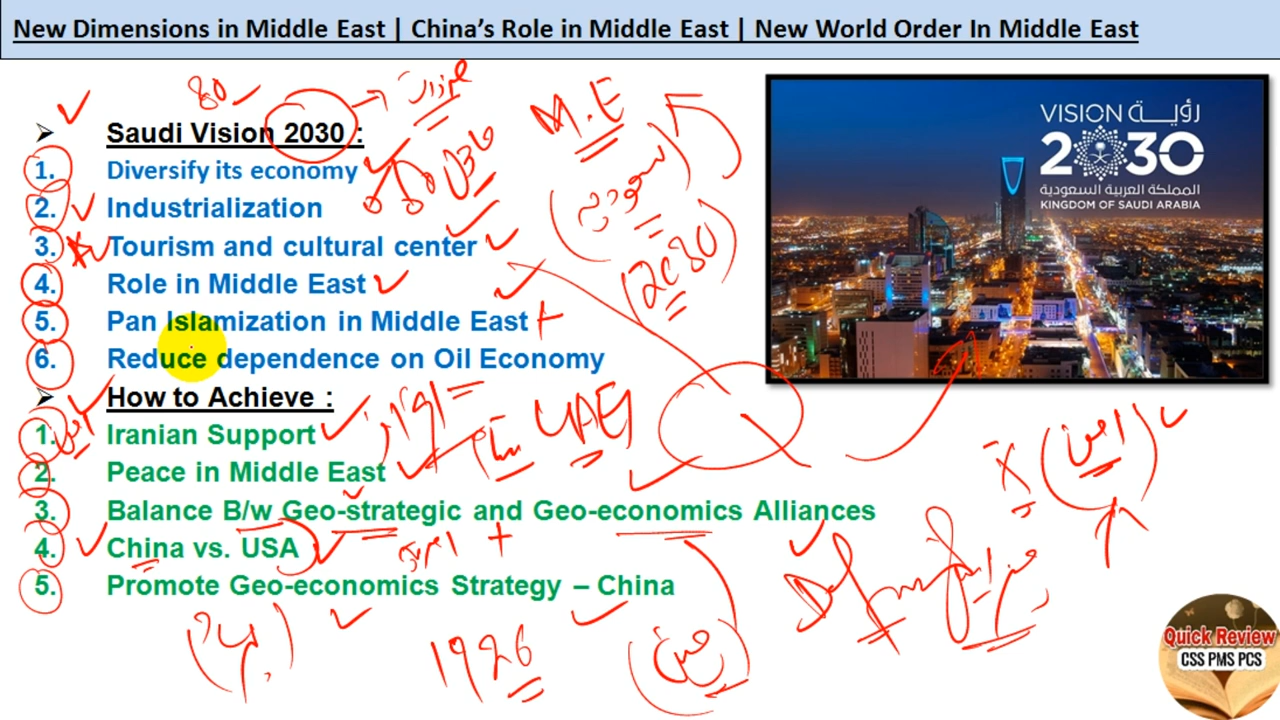 New Dimensions in Middle East | China’s Role in Middle East | New World Order In Middle East
80
➢ Saudi Vision 2030 :
1. Diversify its economy
2. Industrialization
3. Tourism and cultural center
4. Role in Middle East
5. Pan Islamization in Middle East
6. Reduce dependence on Oil Economy
➢ How to Achieve :
1. Iranian Support
2. Peace in Middle East
3. Balance B/w Geo-strategic and Geo-economics Alliances
4. China vs. USA
5. Promote Geo-economics Strategy – China
M.E
2030
UAE
1926
چین
VISION رؤية
2030
المملكة العربية السعودية
KINGDOM OF SAUDI ARABIA
Quick Review
CSS PMS PCS